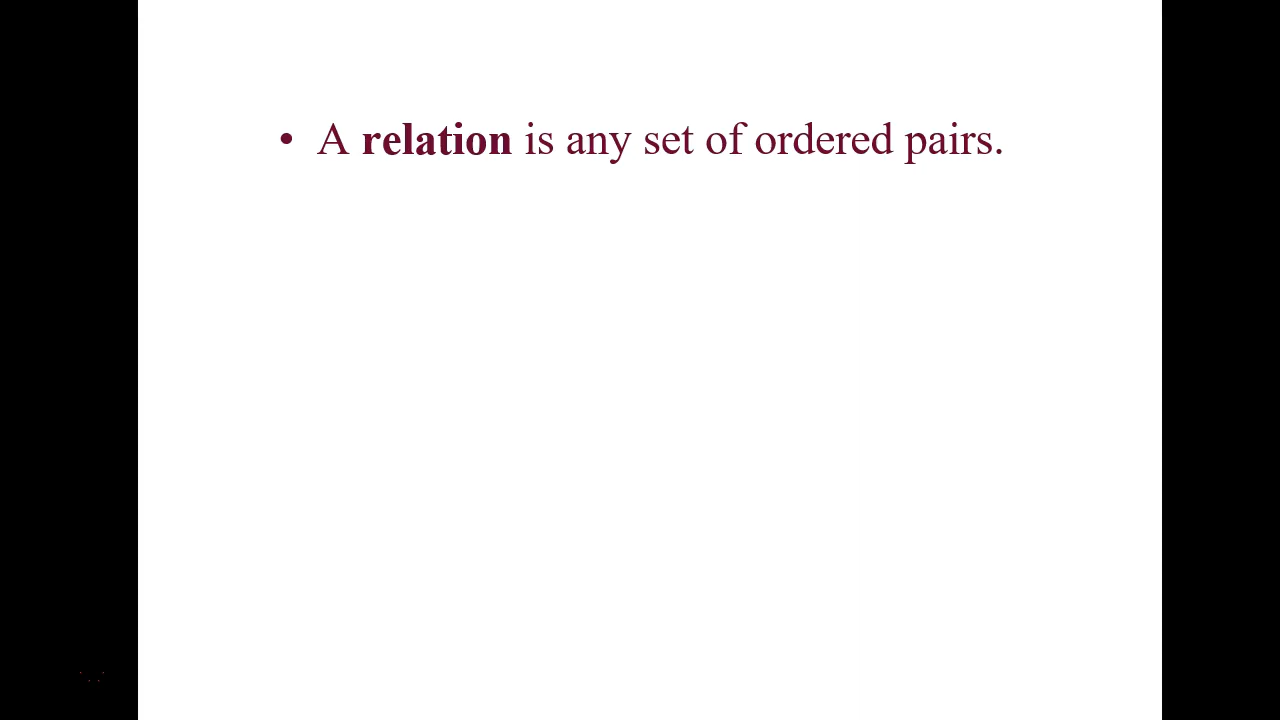 • A relation is any set of ordered pairs.